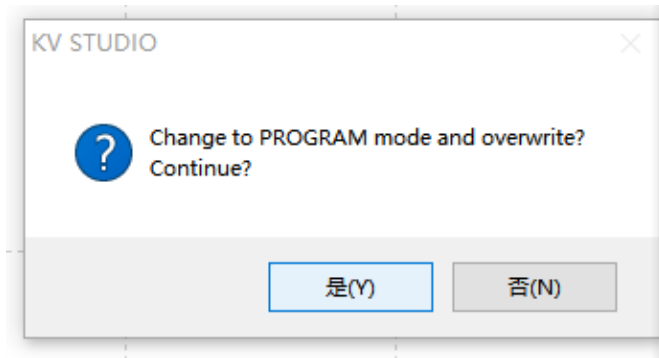 KV STUDIO
Change to PROGRAM mode and overwrite?
Continue?
是(Y)
否(N)